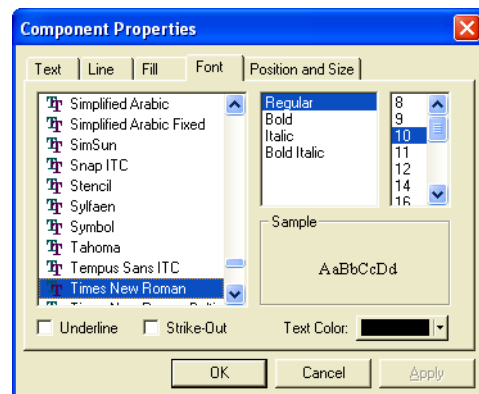 Component Properties
Text Line Fill Font Position and Size
Simplified Arabic
Simplified Arabic Fixed
SimSun
Snap ITC
Stencil
Sylfaen
Symbol
Tahoma
Tempus Sans ITC
Times New Roman
Regular
Bold
Italic
Bold Italic
8
9
10
11
12
14
16
Sample
AaBbCcDd
Underline Strike-Out Text Color:
OK Cancel Apply